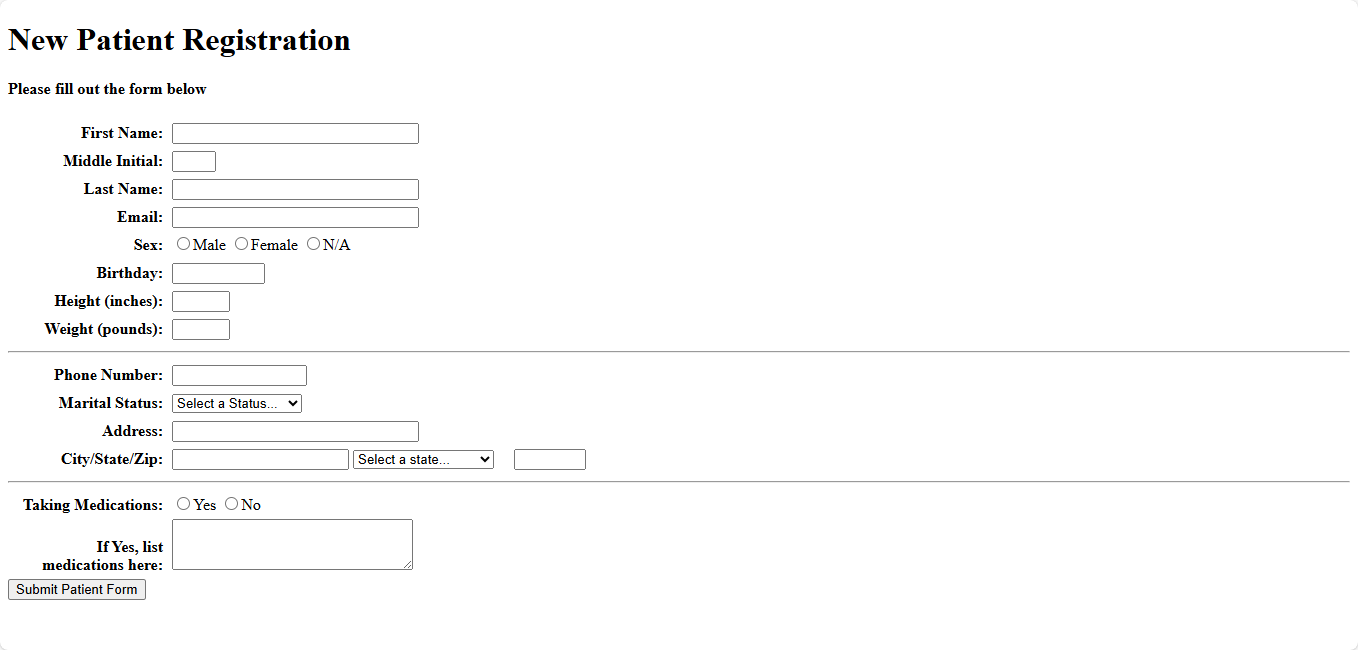 New Patient Registration
Please fill out the form below
First Name:
Middle Initial:
Last Name:
Email:
Sex: Male Female N/A
Birthday:
Height (inches):
Weight (pounds):
Phone Number:
Marital Status: Select a Status...
Address:
City/State/Zip: Select a state...
Taking Medications: Yes No
If Yes, list
medications here:
Submit Patient Form